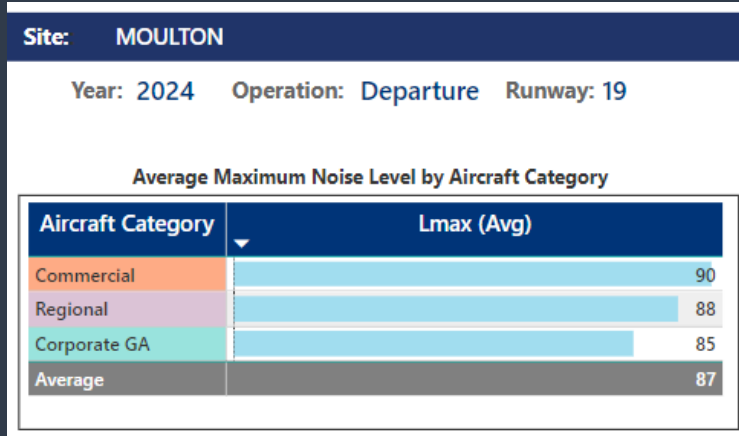 Site: MOULTON
Year: 2024 Operation: Departure Runway: 19
Average Maximum Noise Level by Aircraft Category
Aircraft Category Lmax (Avg)
Commercial 90
Regional 88
Corporate GA 85
Average 87